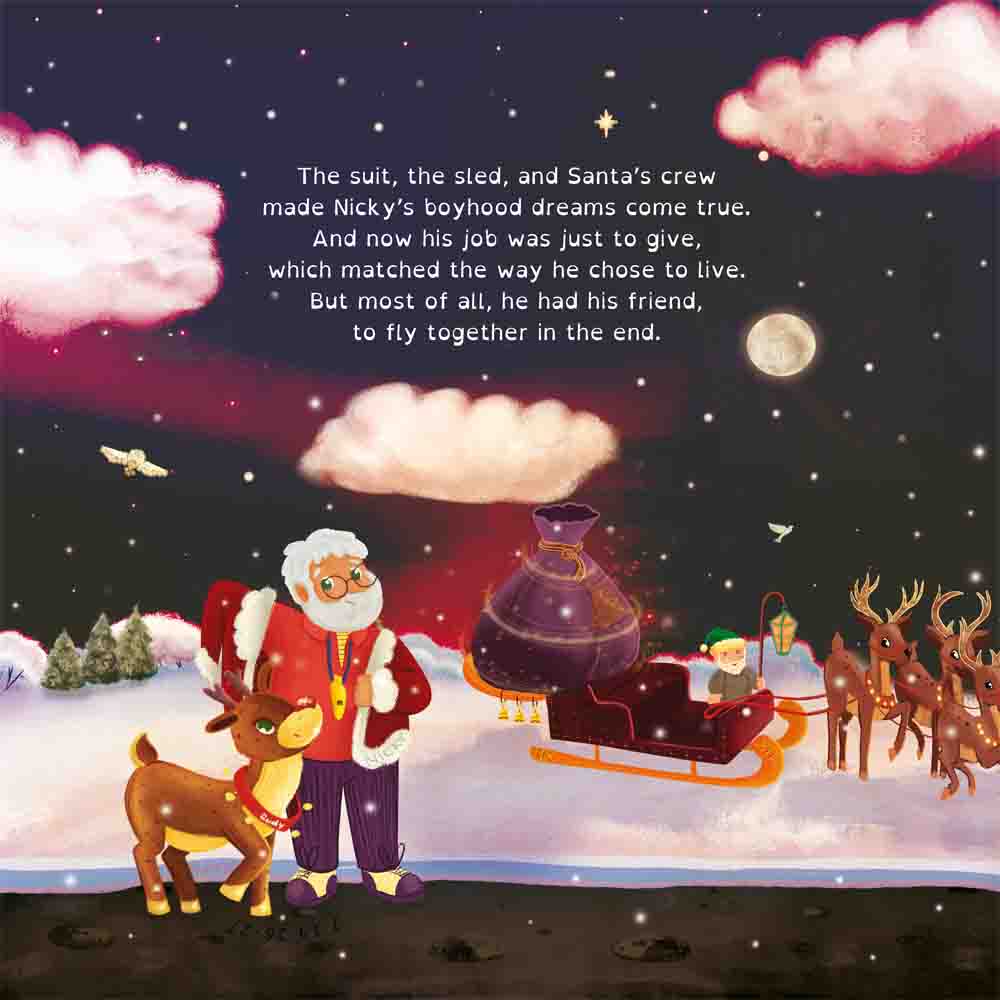 The suit, the sled, and Santa's crew
made Nicky's boyhood dreams come true.
And now his job was just to give,
which matched the way he chose to live.
But most of all, he had his friend,
to fly together in the end.
NICKY
Rudy